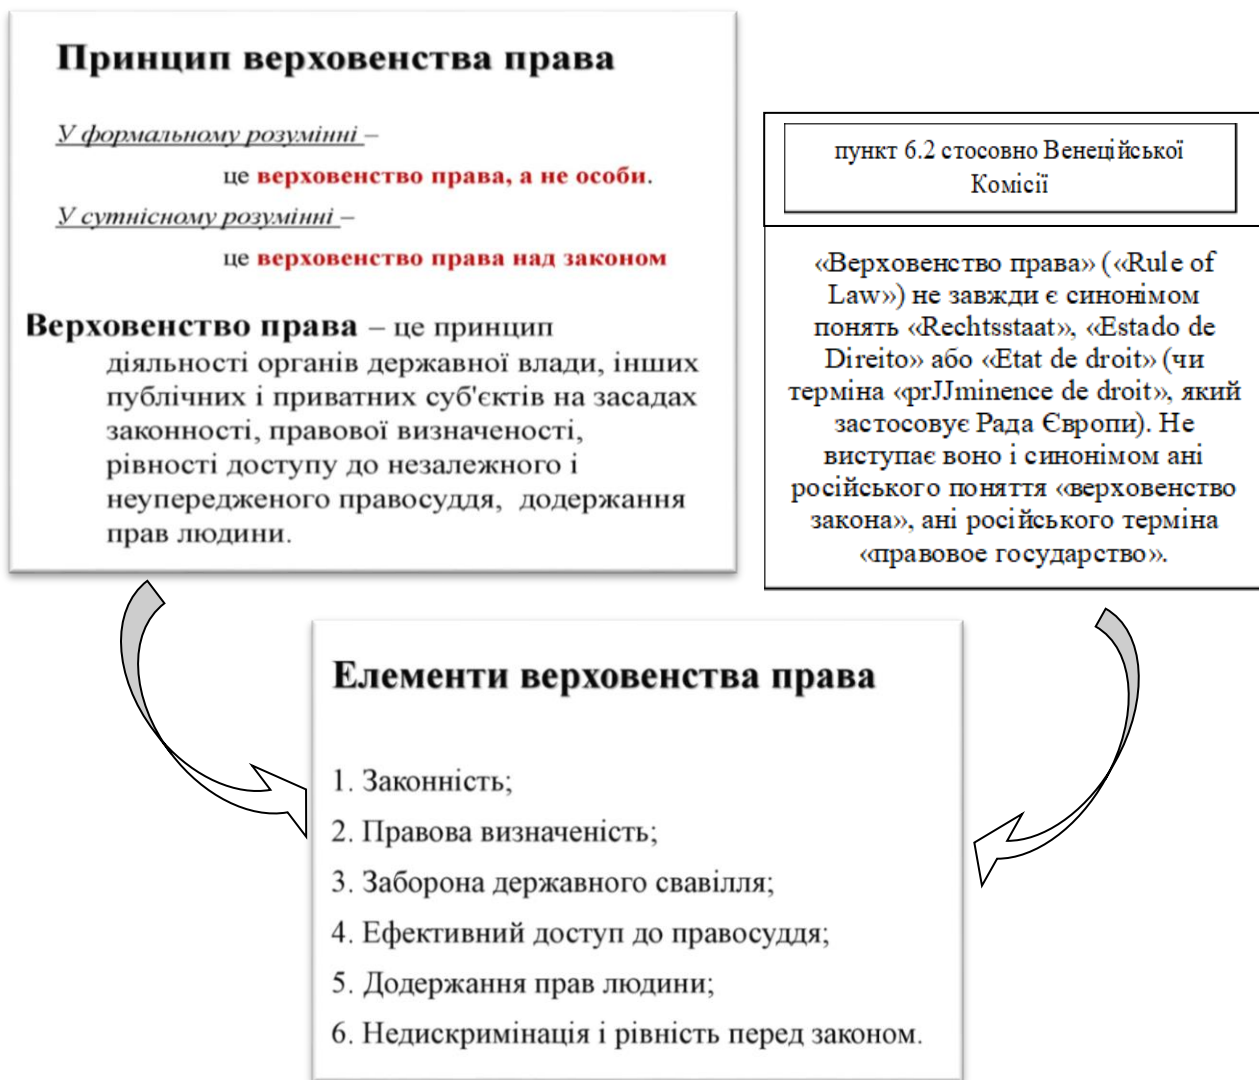 Принцип верховенства права
У формальному розумінні –
це верховенство права, а не особи.
У сутнісному розумінні –
це верховенство права над законом
Верховенство права – це принцип
діяльності органів державної влади, інших
публічних і приватних суб'єктів на засадах
законності, правової визначеності,
рівності доступу до незалежного і
неупередженого правосуддя, додержання
прав людини.
пункт 6.2 стосовно Венеційської
Комісії
«Верховенство права» («Rule of
Law») не завжди є синонімом
понять «Rechtsstaat», «Estado de
Direito» або «Etat de droit» (чи
терміна «prJJminence de droit», який
застосовує Рада Європи). Не
виступає воно і синонімом ані
російського поняття «верховенство
закона», ані російського терміна
«правовое государство».
Елементи верховенства права
1. Законність;
2. Правова визначеність;
3. Заборона державного свавілля;
4. Ефективний доступ до правосуддя;
5. Додержання прав людини;
6. Недискримінація і рівність перед законом.